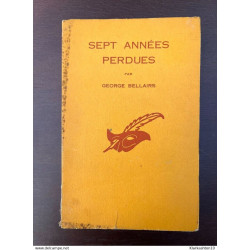 SEPT ANNÉES
PERDUES
PAR
GEORGE BELLAIRS